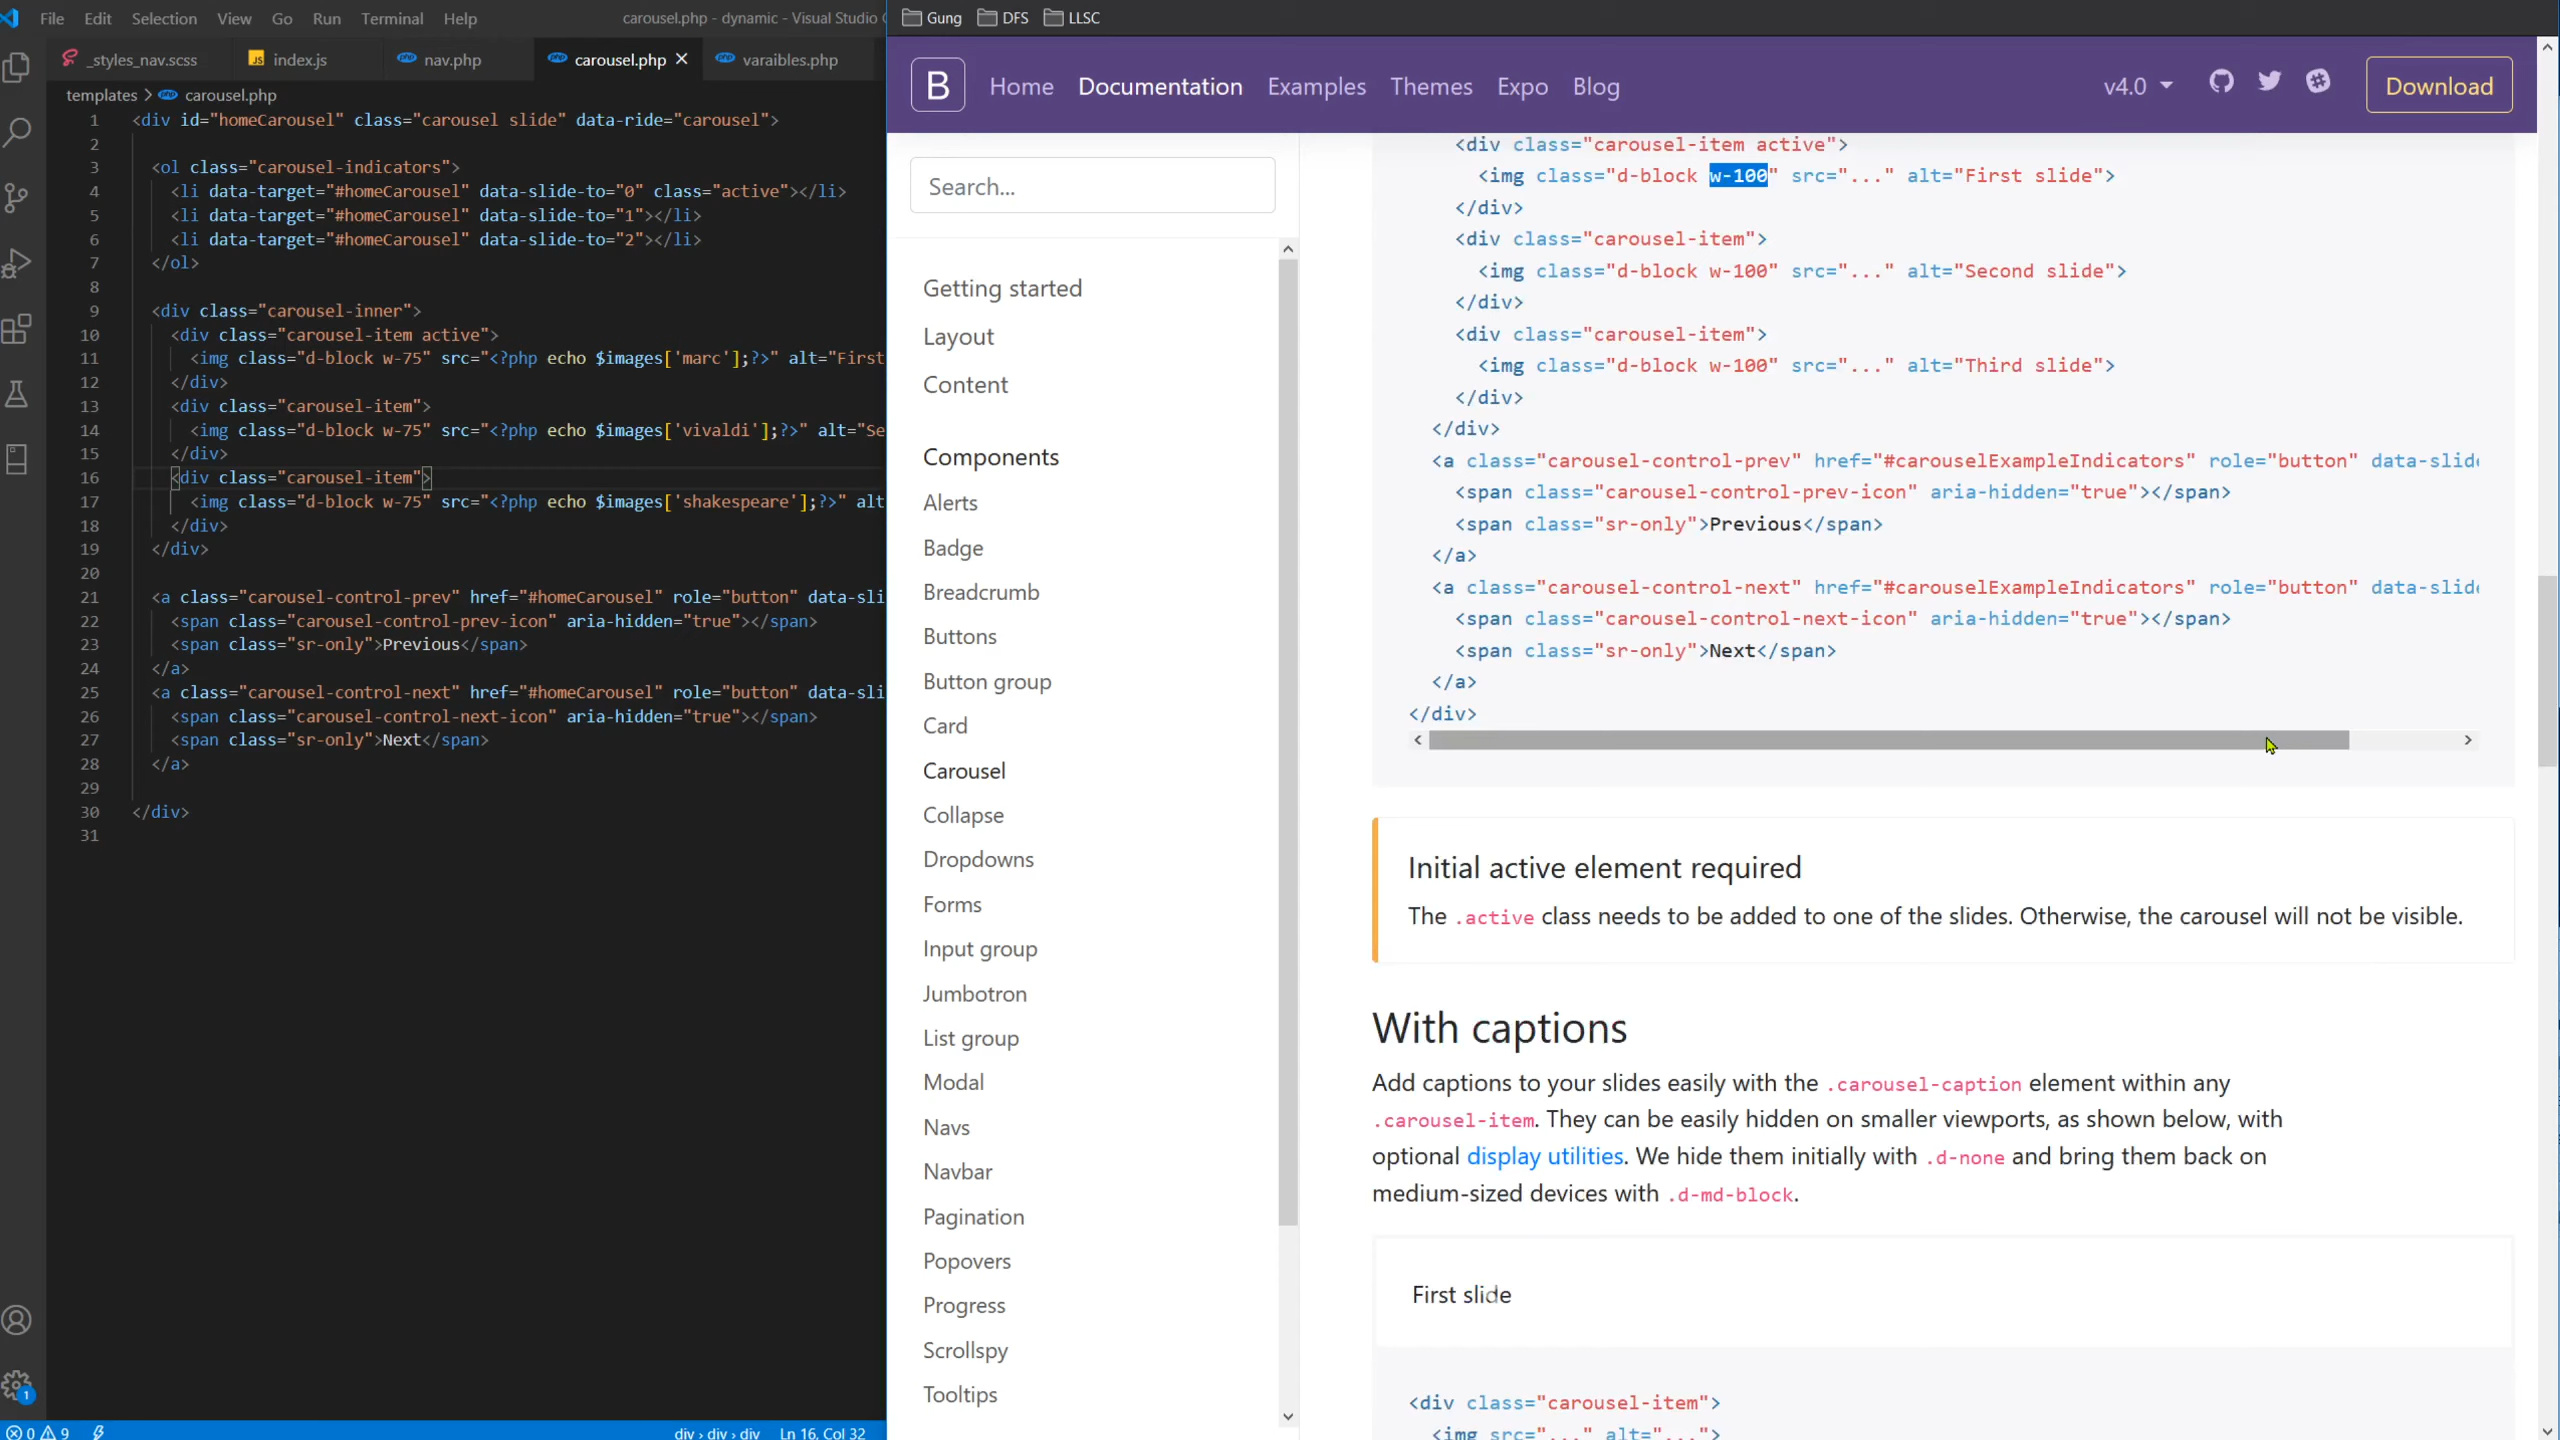 File Edit Selection View Go Run Terminal Help carousel.php - dynamic - Visual Studio
_styles_nav.scss index.js nav.php carousel.php varaibles.php
templates > carousel.php
1 <div id="homeCarousel" class="carousel slide" data-ride="carousel">
2
3 <ol class="carousel-indicators">
4 <li data-target="#homeCarousel" data-slide-to="0" class="active"></li>
5 <li data-target="#homeCarousel" data-slide-to="1"></li>
6 <li data-target="#homeCarousel" data-slide-to="2"></li>
7 </ol>
8
9 <div class="carousel-inner">
10 <div class="carousel-item active">
11 <img class="d-block w-75" src="<?php echo $images['marc'];?>" alt="First
12 </div>
13 <div class="carousel-item">
14 <img class="d-block w-75" src="<?php echo $images['vivaldi'];?>" alt="Se
15 </div>
16 <div class="carousel-item">
17 <img class="d-block w-75" src="<?php echo $images['shakespeare'];?>" alt
18 </div>
19 </div>
20
21 <a class="carousel-control-prev" href="#homeCarousel" role="button" data-sli
22 <span class="carousel-control-prev-icon" aria-hidden="true"></span>
23 <span class="sr-only">Previous</span>
24 </a>
25 <a class="carousel-control-next" href="#homeCarousel" role="button" data-sli
26 <span class="carousel-control-next-icon" aria-hidden="true"></span>
27 <span class="sr-only">Next</span>
28 </a>
29
30 </div>
31
0 9 div › div › div Ln 16, Col 32
1
Gung DFS LLSC
B Home Documentation Examples Themes Expo Blog v4.0 Download
Search...
Getting started
Layout
Content
Components
Alerts
Badge
Breadcrumb
Buttons
Button group
Card
Carousel
Collapse
Dropdowns
Forms
Input group
Jumbotron
List group
Modal
Navs
Navbar
Pagination
Popovers
Progress
Scrollspy
Tooltips
<div class="carousel-item active">
<img class="d-block w-100" src="..." alt="First slide">
</div>
<div class="carousel-item">
<img class="d-block w-100" src="..." alt="Second slide">
</div>
<div class="carousel-item">
<img class="d-block w-100" src="..." alt="Third slide">
</div>
</div>
<a class="carousel-control-prev" href="#carouselExampleIndicators" role="button" data-slid
<span class="carousel-control-prev-icon" aria-hidden="true"></span>
<span class="sr-only">Previous</span>
</a>
<a class="carousel-control-next" href="#carouselExampleIndicators" role="button" data-slid
<span class="carousel-control-next-icon" aria-hidden="true"></span>
<span class="sr-only">Next</span>
</a>
</div>
Initial active element required
The .active class needs to be added to one of the slides. Otherwise, the carousel will not be visible.
With captions
Add captions to your slides easily with the .carousel-caption element within any
.carousel-item. They can be easily hidden on smaller viewports, as shown below, with
optional display utilities. We hide them initially with .d-none and bring them back on
medium-sized devices with .d-md-block.
First slide
<div class="carousel-item">
<img src="..." alt="...">